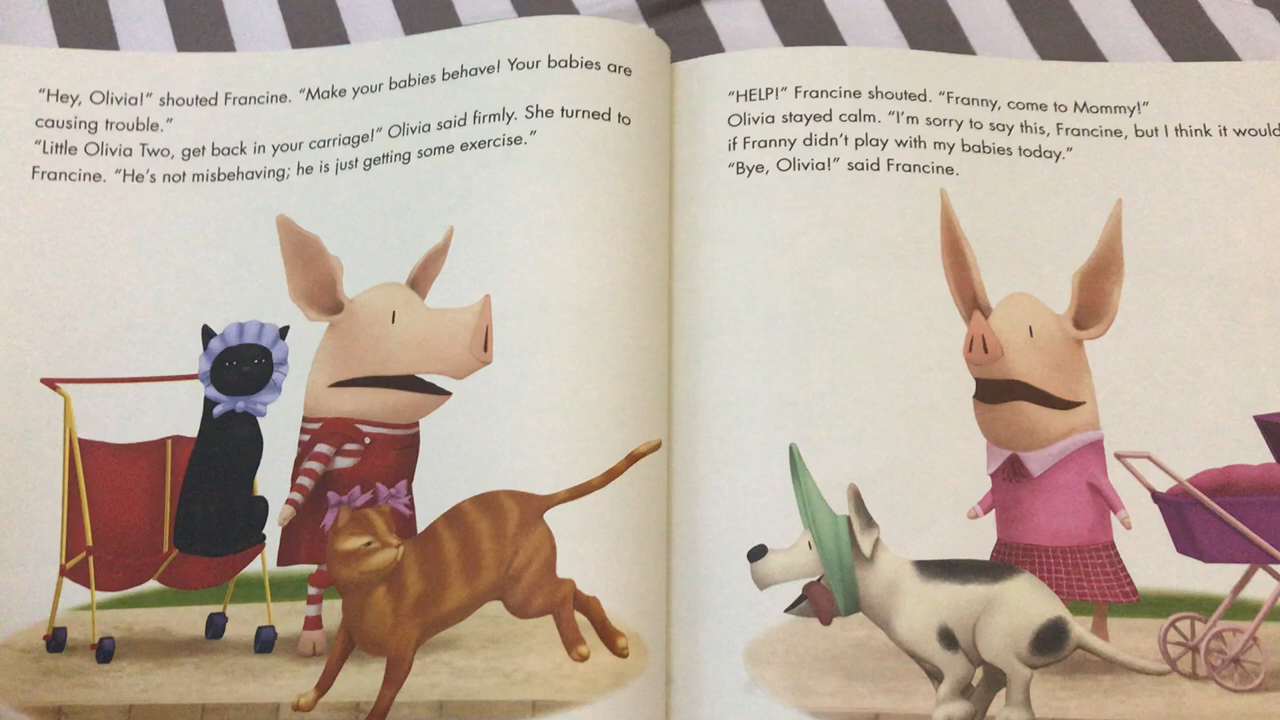 “Hey, Olivia!” shouted Francine. “Make your babies behave! Your babies are
causing trouble.”
“Little Olivia Two, get back in your carriage!” Olivia said firmly. She turned to
Francine. “He’s not misbehaving; he is just getting some exercise.”
“HELP!” Francine shouted. “Franny, come to Mommy!”
Olivia stayed calm. “I’m sorry to say this, Francine, but I think it would
if Franny didn’t play with my babies today.”
“Bye, Olivia!” said Francine.